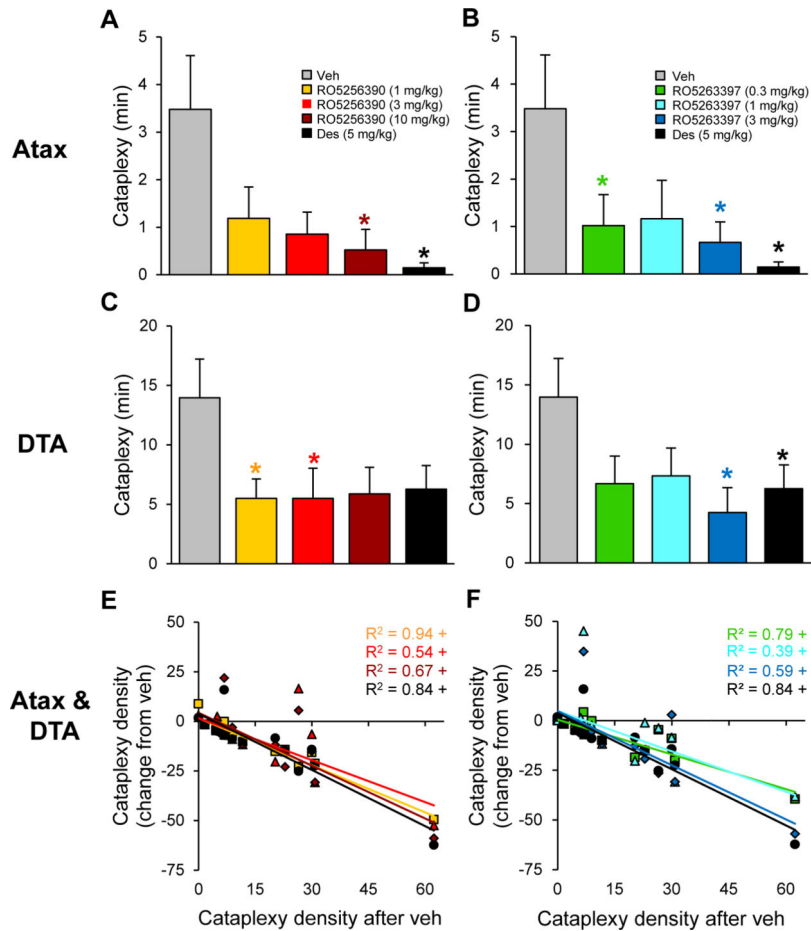 A
B
Cataplexy (min)
5
4
3
2
1
0
Veh
RO5256390 (1 mg/kg)
RO5256390 (3 mg/kg)
RO5256390 (10 mg/kg)
Des (5 mg/kg)
*
*
Cataplexy (min)
5
4
3
2
1
0
Veh
RO5263397 (0.3 mg/kg)
RO5263397 (1 mg/kg)
RO5263397 (3 mg/kg)
Des (5 mg/kg)
*
*
*
Atax
C
D
Cataplexy (min)
20
15
10
5
0
*
*
Cataplexy (min)
20
15
10
5
0
*
*
DTA
E
F
Cataplexy density
(change from veh)
50
25
0
-25
-50
-75
R² = 0.94 +
R² = 0.54 +
R² = 0.67 +
R² = 0.84 +
0 15 30 45 60
Cataplexy density after veh
Cataplexy density
(change from veh)
50
25
0
-25
-50
-75
R² = 0.79 +
R² = 0.39 +
R² = 0.59 +
R² = 0.84 +
0 15 30 45 60
Cataplexy density after veh
Atax &
DTA